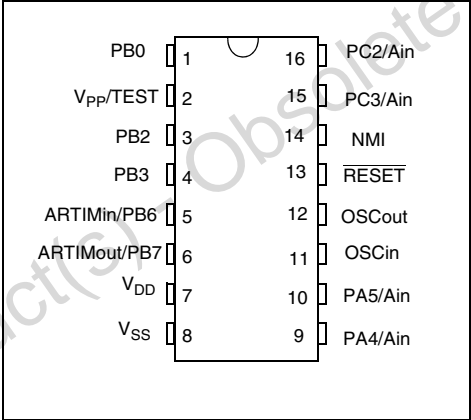 PB0 1 16 PC2/Ain
VPP/TEST 2 15 PC3/Ain
PB2 3 14 NMI
PB3 4 13 RESET
ARTIMin/PB6 5 12 OSCout
ARTIMout/PB7 6 11 OSCin
VDD 7 10 PA5/Ain
VSS 8 9 PA4/Ain
uct(s) - Obsolete